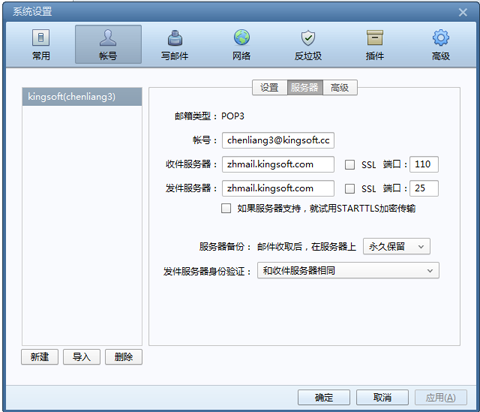 系统设置
常用 帐号 写邮件 网络 反垃圾 插件 高级
kingsoft(chenliang3)
设置 服务器 高级
邮箱类型： POP3
帐号： chenliang3@kingsoft.cc
收件服务器： zhmail.kingsoft.com SSL 端口： 110
发件服务器： zhmail.kingsoft.com SSL 端口： 25
如果服务器支持，就试用STARTTLS加密传输
服务器备份： 邮件收取后，在服务器上 永久保留
发件服务器身份验证： 和收件服务器相同
新建 导入 删除
确定 取消 应用(A)